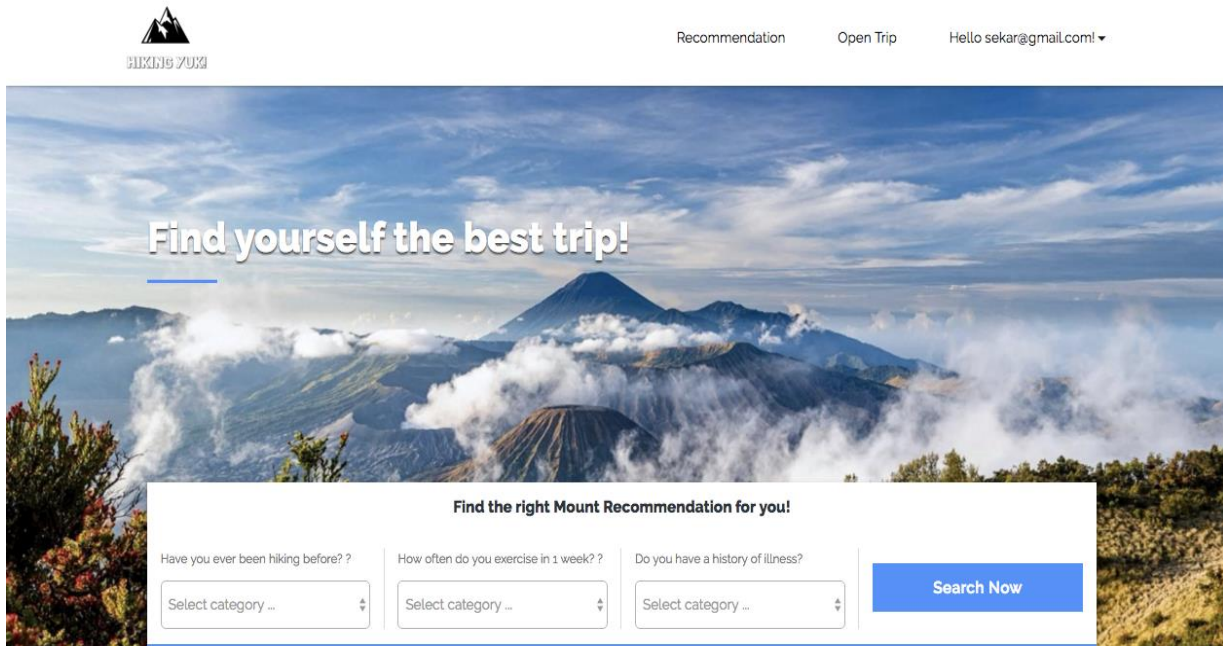 Recommendation Open Trip Hello sekar@gmail.com!
HIKING YUK!
Find yourself the best trip!
Find the right Mount Recommendation for you!
Have you ever been hiking before? ? How often do you exercise in 1 week? ? Do you have a history of illness?
Select category ... Select category ... Select category ... Search Now